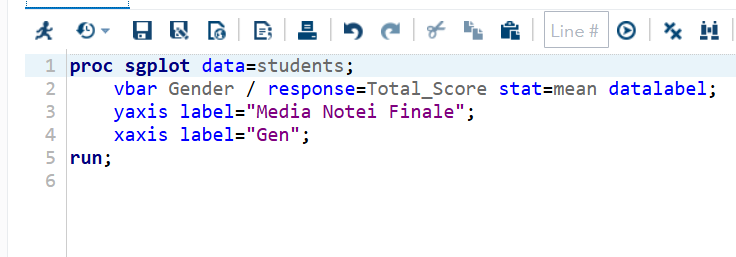 Line #
1 proc sgplot data=students;
2 vbar Gender / response=Total_Score stat=mean datalabel;
3 yaxis label="Media Notei Finale";
4 xaxis label="Gen";
5 run;
6